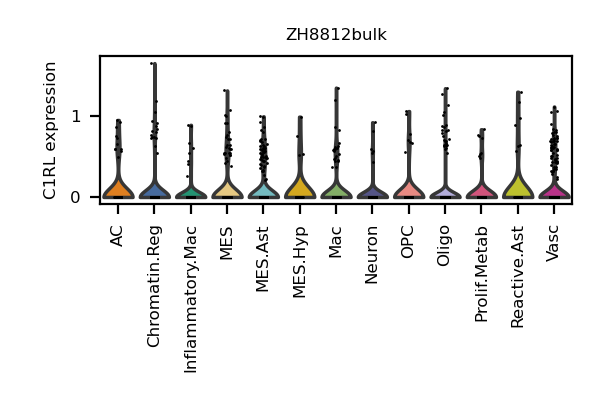 ZH8812bulk
C1RL expression
1
0
AC
Chromatin.Reg
Inflammatory.Mac
MES
MES.Ast
MES.Hyp
Mac
Neuron
OPC
Oligo
Prolif.Metab
Reactive.Ast
Vasc